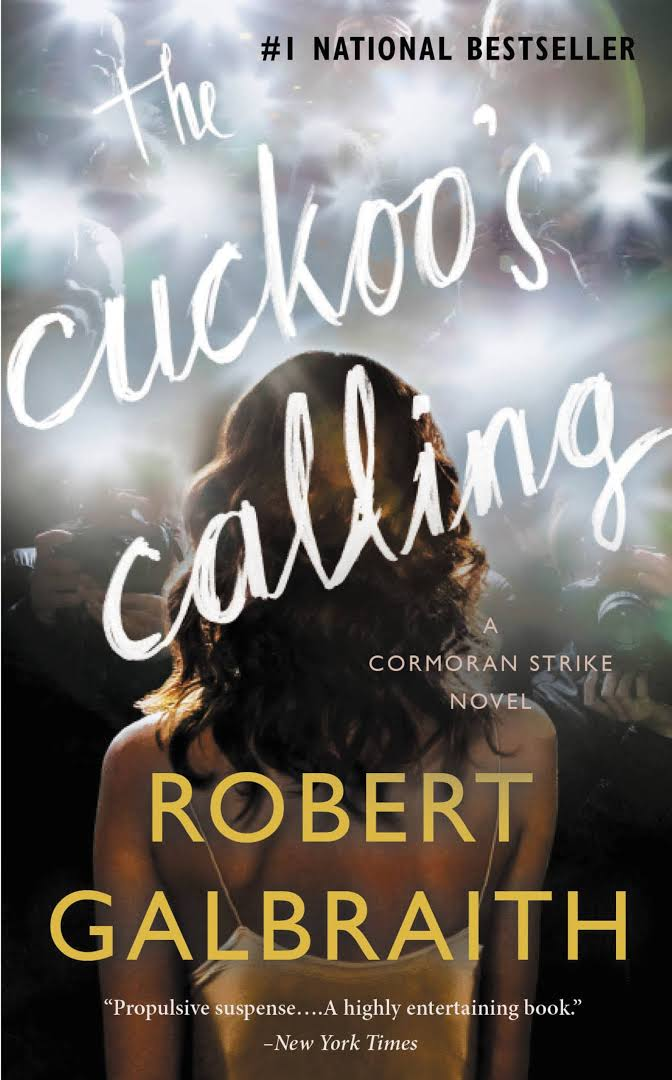 #1 NATIONAL BESTSELLER
the
cuckoo's
calling
A
CORMORAN STRIKE
NOVEL
ROBERT
GALBRAITH
“Propulsive suspense….A highly entertaining book.”
–New York Times